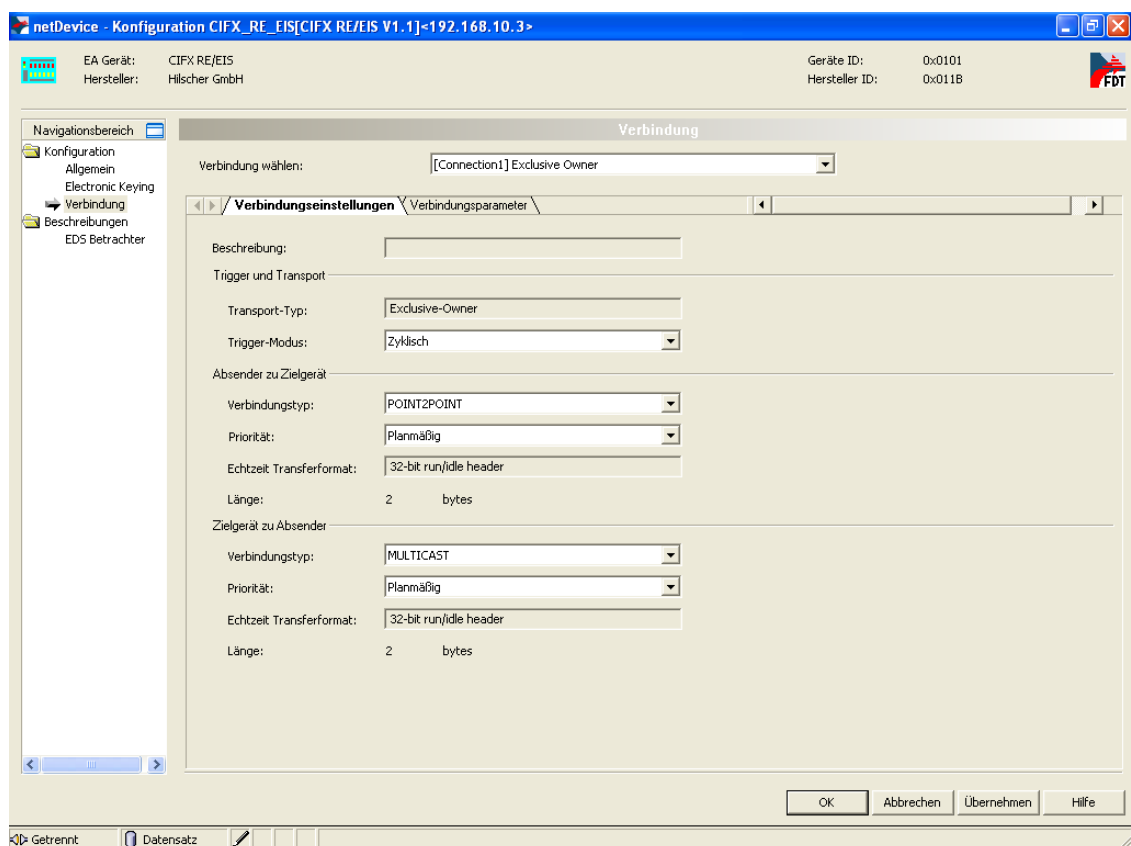 netDevice - Konfiguration CIFX_RE_EIS[CIFX RE/EIS V1.1]<192.168.10.3>
EA Gerät: CIFX RE/EIS Geräte ID: 0x0101
Hersteller: Hilscher GmbH Hersteller ID: 0x011B
FDT
Navigationsbereich
Konfiguration
Allgemein
Electronic Keying
Verbindung
Beschreibungen
EDS Betrachter
Verbindung
Verbindung wählen: [Connection1] Exclusive Owner
Verbindungseinstellungen Verbindungsparameter
Beschreibung:
Trigger und Transport
Transport-Typ: Exclusive-Owner
Trigger-Modus: Zyklisch
Absender zu Zielgerät
Verbindungstyp: POINT2POINT
Priorität: Planmäßig
Echtzeit Transferformat: 32-bit run/idle header
Länge: 2 bytes
Zielgerät zu Absender
Verbindungstyp: MULTICAST
Priorität: Planmäßig
Echtzeit Transferformat: 32-bit run/idle header
Länge: 2 bytes
OK Abbrechen Übernehmen Hilfe
Getrennt Datensatz